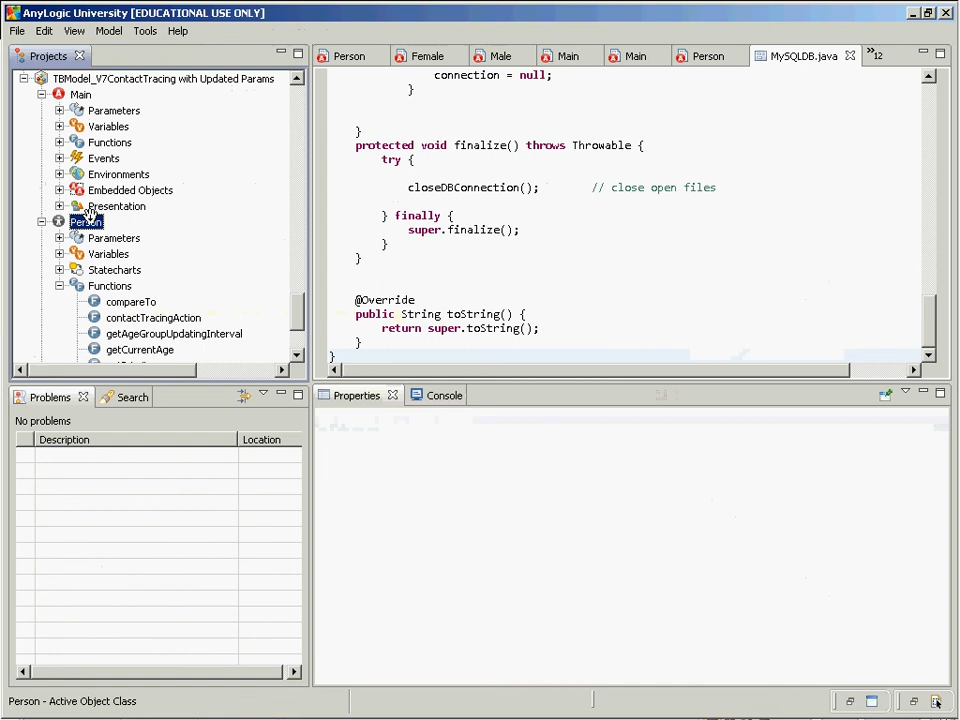 AnyLogic University [EDUCATIONAL USE ONLY]
File Edit View Model Tools Help
Projects
TBModel_V7ContactTracing with Updated Params
Main
Parameters
Variables
Functions
Events
Environments
Embedded Objects
Presentation
Person
Parameters
Variables
Statecharts
Functions
compareTo
contactTracingAction
getAgeGroupUpdatingInterval
getCurrentAge
Person Female Male Main Main Person MySQLDB.java »12
connection = null;
}
}
protected void finalize() throws Throwable {
try {
closeDBConnection(); // close open files
} finally {
super.finalize();
}
}
@Override
public String toString() {
return super.toString();
}
}
Problems Search
No problems
Description Location
Properties Console
Person - Active Object Class